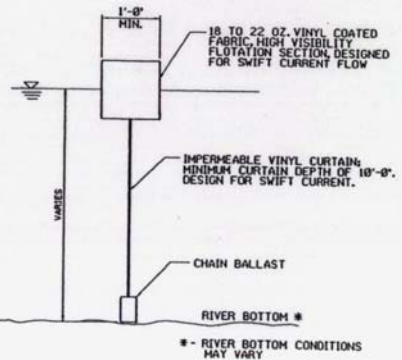 1'-0"
MIN.
18 TO 22 OZ. VINYL COATED
FABRIC, HIGH VISIBILITY
FLOTATION SECTION, DESIGNED
FOR SWIFT CURRENT FLOW
IMPERMEABLE VINYL CURTAIN;
MINIMUM CURTAIN DEPTH OF 10'-0".
DESIGN FOR SWIFT CURRENT.
VARIES
CHAIN BALLAST
RIVER BOTTOM *
* - RIVER BOTTOM CONDITIONS
MAY VARY